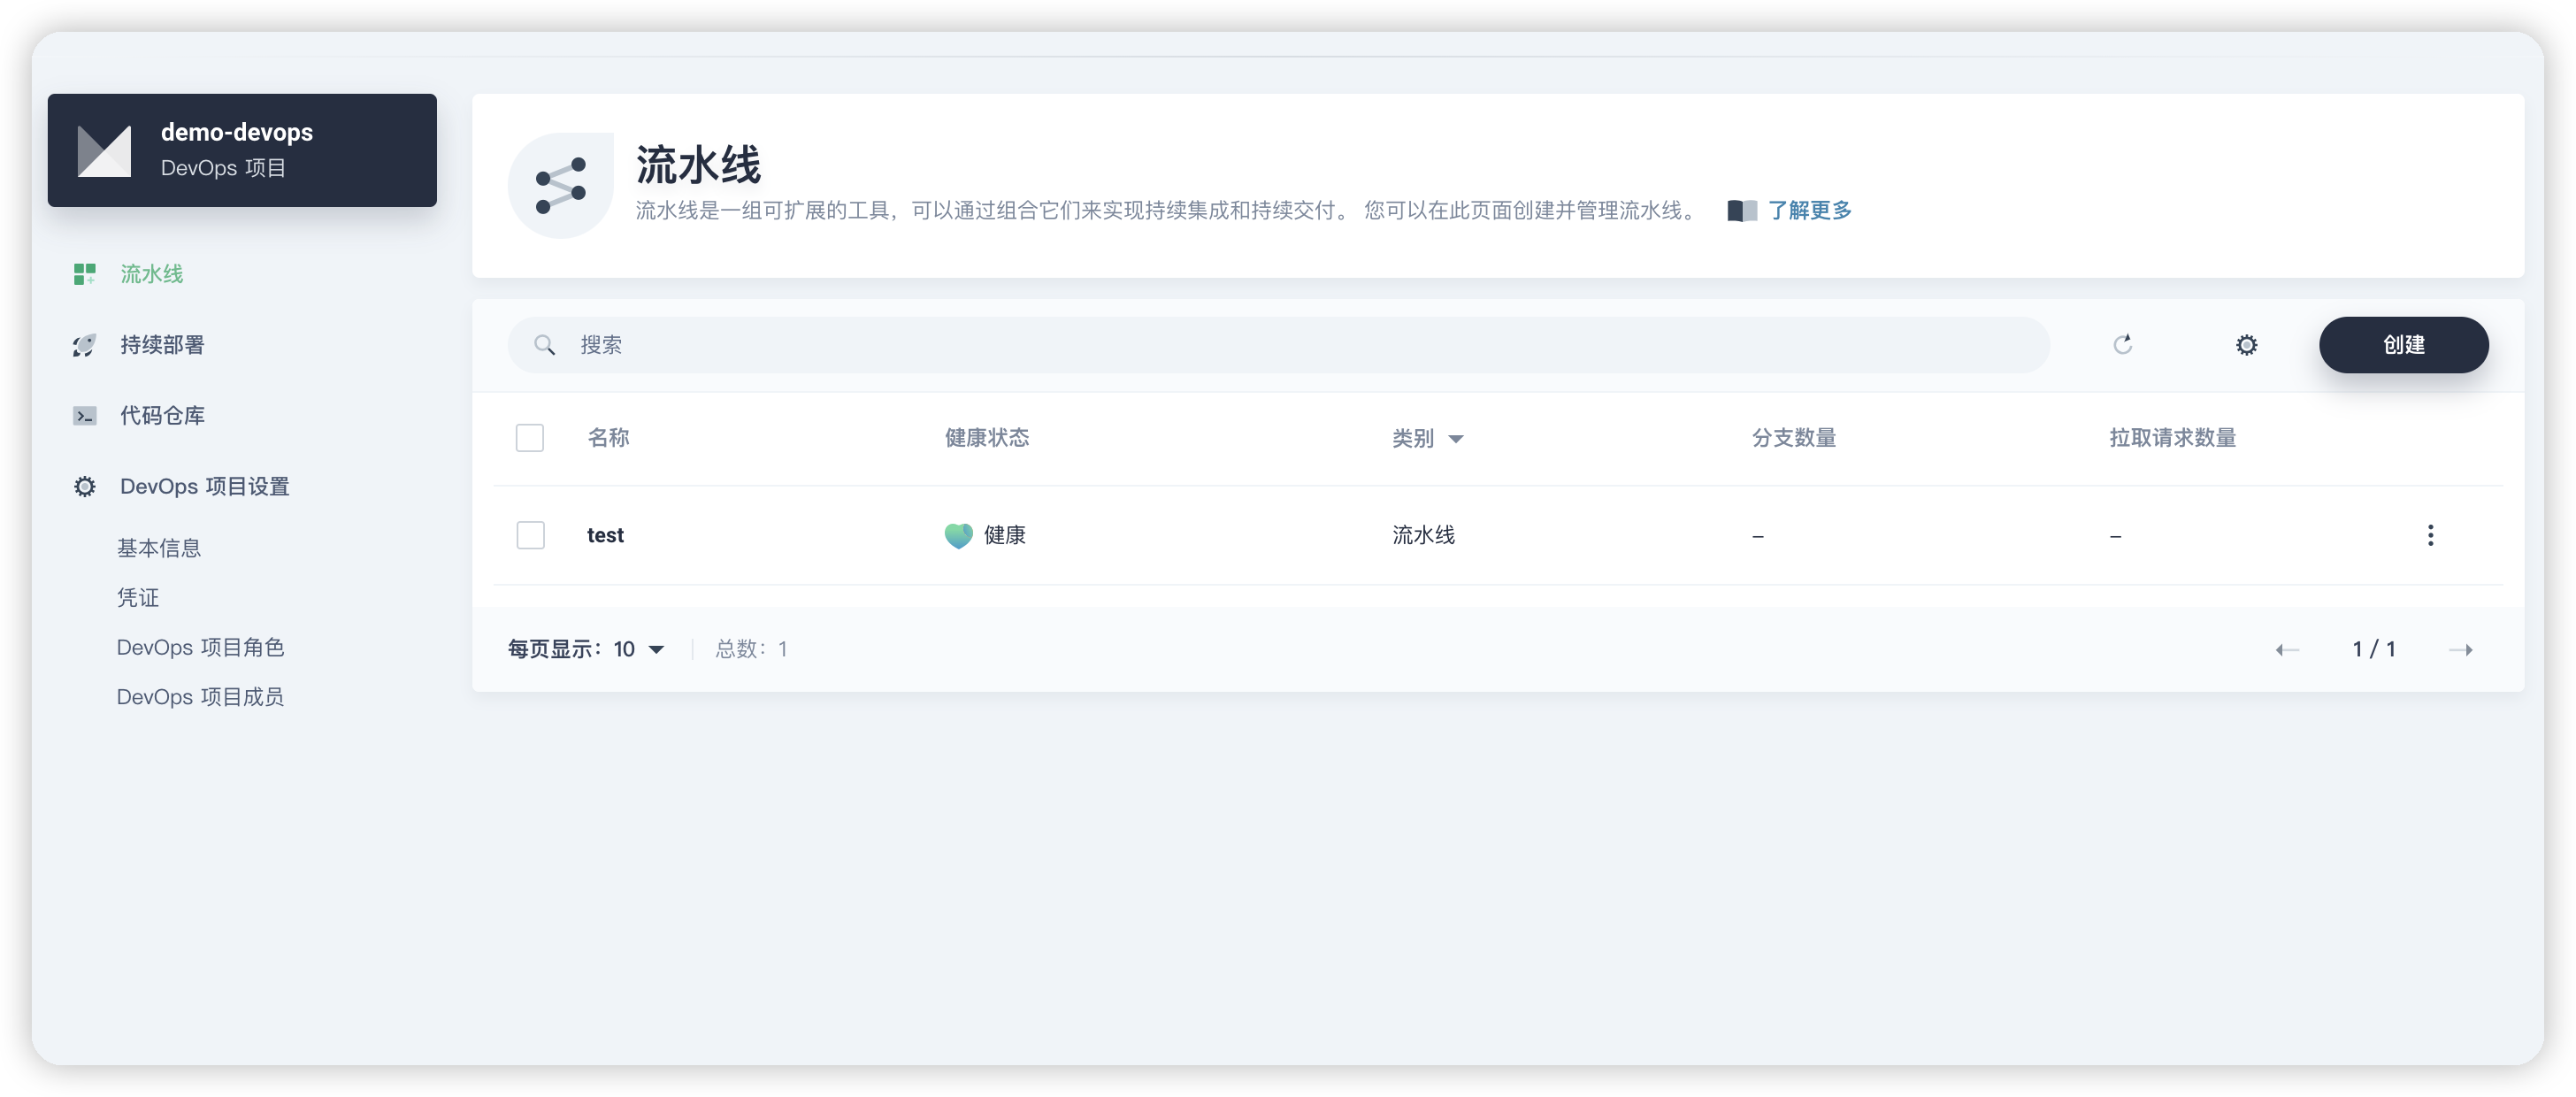 demo-devops
DevOps 项目
流水线
持续部署
代码仓库
DevOps 项目设置
基本信息
凭证
DevOps 项目角色
DevOps 项目成员
流水线
流水线是一组可扩展的工具，可以通过组合它们来实现持续集成和持续交付。 您可以在此页面创建并管理流水线。 了解更多
搜索 创建
名称 健康状态 类别 分支数量 拉取请求数量
test 健康 流水线 – –
每页显示：10 总数：1 1 / 1